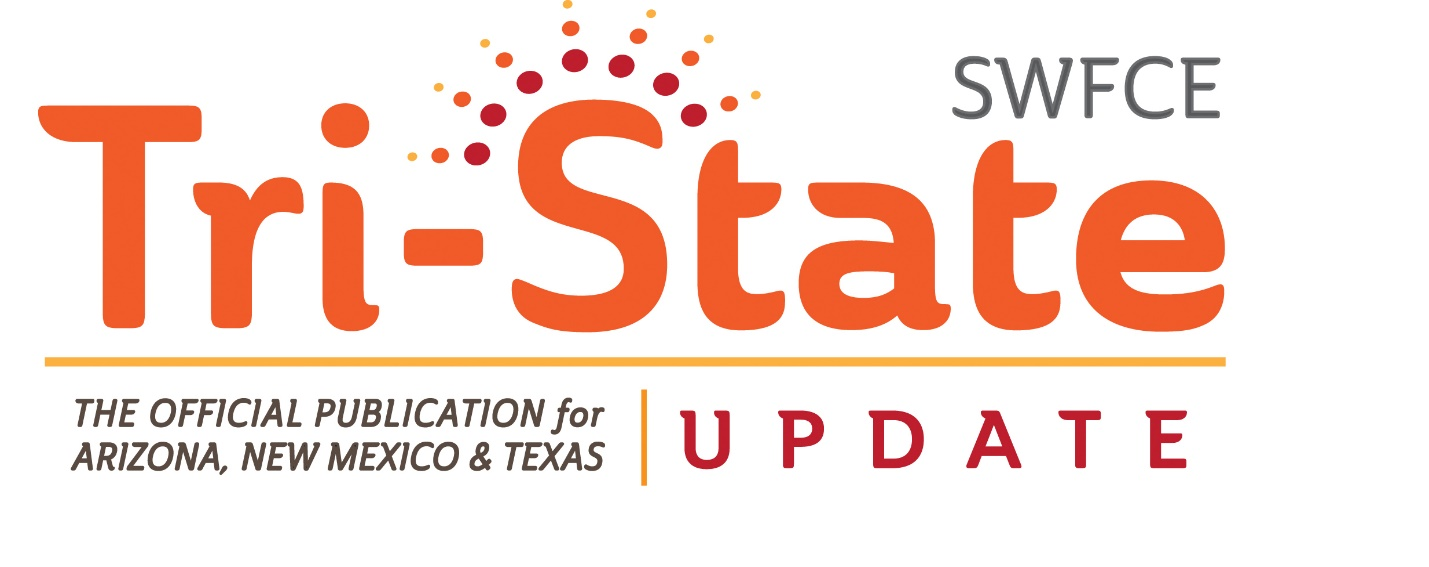 SWFCE
Tri-State
THE OFFICIAL PUBLICATION for
ARIZONA, NEW MEXICO & TEXAS
UPDATE